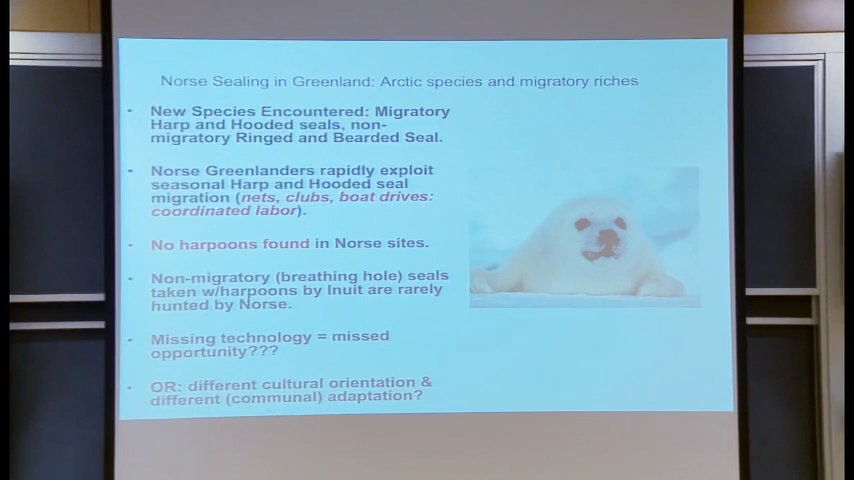 Norse Sealing in Greenland: Arctic species and migratory riches
• New Species Encountered: Migratory
Harp and Hooded seals, non-
migratory Ringed and Bearded Seal.
• Norse Greenlanders rapidly exploit
seasonal Harp and Hooded seal
migration (nets, clubs, boat drives:
coordinated labor).
• No harpoons found in Norse sites.
• Non-migratory (breathing hole) seals
taken w/harpoons by Inuit are rarely
hunted by Norse.
• Missing technology = missed
opportunity???
• OR: different cultural orientation &
different (communal) adaptation?